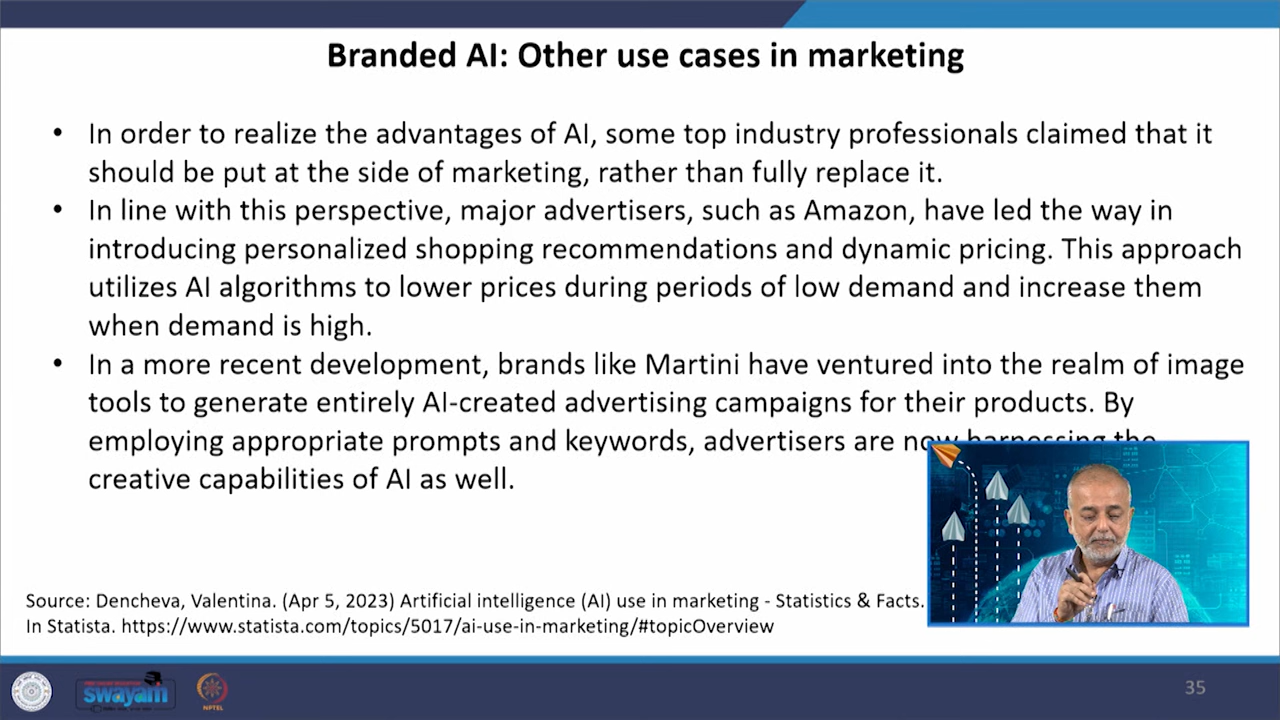 Branded AI: Other use cases in marketing
• In order to realize the advantages of AI, some top industry professionals claimed that it
should be put at the side of marketing, rather than fully replace it.
• In line with this perspective, major advertisers, such as Amazon, have led the way in
introducing personalized shopping recommendations and dynamic pricing. This approach
utilizes AI algorithms to lower prices during periods of low demand and increase them
when demand is high.
• In a more recent development, brands like Martini have ventured into the realm of image
tools to generate entirely AI-created advertising campaigns for their products. By
employing appropriate prompts and keywords, advertisers are now harnessing the
creative capabilities of AI as well.
Source: Dencheva, Valentina. (Apr 5, 2023) Artificial intelligence (AI) use in marketing - Statistics & Facts.
In Statista. https://www.statista.com/topics/5017/ai-use-in-marketing/#topicOverview
swayam
NPTEL
35